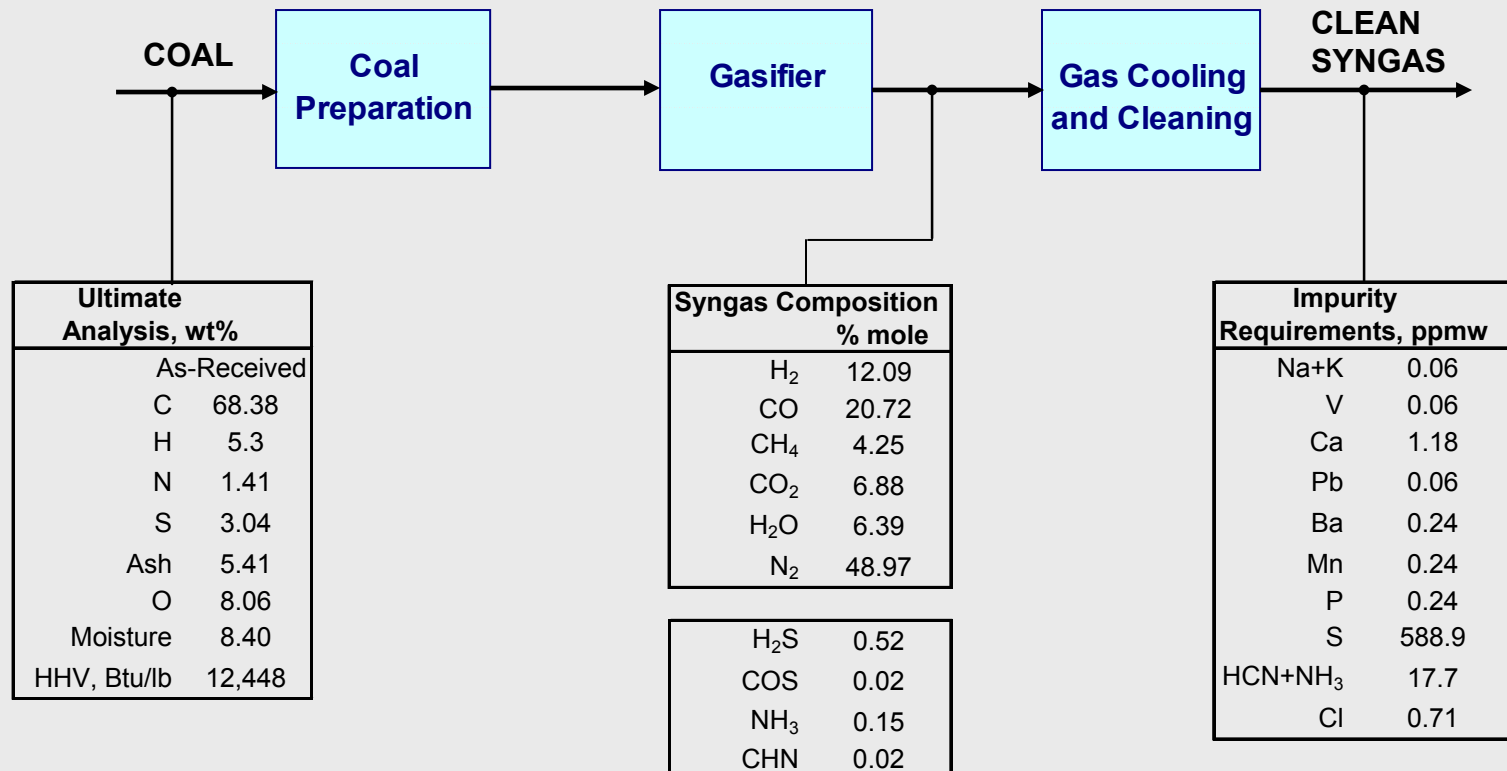 COAL
Coal
Preparation
Gasifier
Gas Cooling
and Cleaning
CLEAN
SYNGAS
Ultimate
Analysis, wt%
As-Received
C 68.38
H 5.3
N 1.41
S 3.04
Ash 5.41
O 8.06
Moisture 8.40
HHV, Btu/lb 12,448
Syngas Composition
% mole
H₂ 12.09
CO 20.72
CH₄ 4.25
CO₂ 6.88
H₂O 6.39
N₂ 48.97
H₂S 0.52
COS 0.02
NH₃ 0.15
CHN 0.02
Impurity
Requirements, ppmw
Na+K 0.06
V 0.06
Ca 1.18
Pb 0.06
Ba 0.24
Mn 0.24
P 0.24
S 588.9
HCN+NH₃ 17.7
Cl 0.71